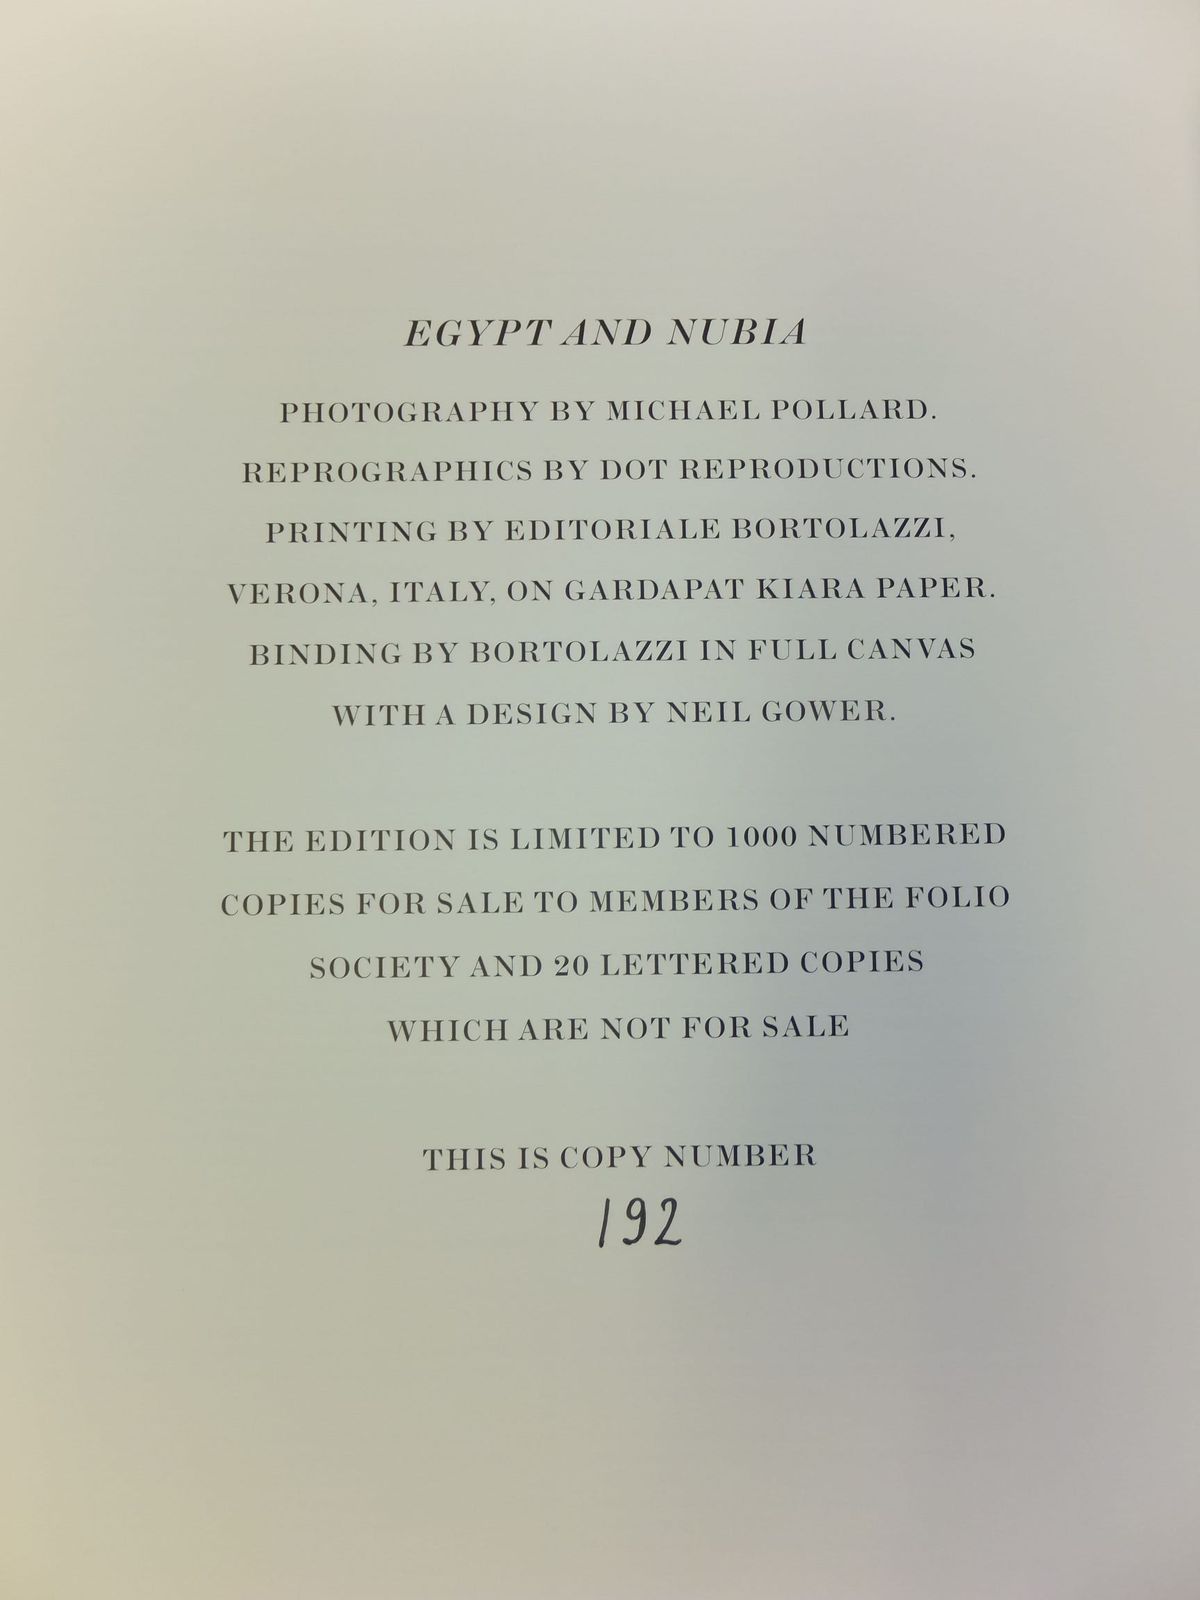 EGYPT AND NUBIA
PHOTOGRAPHY BY MICHAEL POLLARD.
REPROGRAPHICS BY DOT REPRODUCTIONS.
PRINTING BY EDITORIALE BORTOLAZZI,
VERONA, ITALY, ON GARDAPAT KIARA PAPER.
BINDING BY BORTOLAZZI IN FULL CANVAS
WITH A DESIGN BY NEIL GOWER.
THE EDITION IS LIMITED TO 1000 NUMBERED
COPIES FOR SALE TO MEMBERS OF THE FOLIO
SOCIETY AND 20 LETTERED COPIES
WHICH ARE NOT FOR SALE
THIS IS COPY NUMBER
192